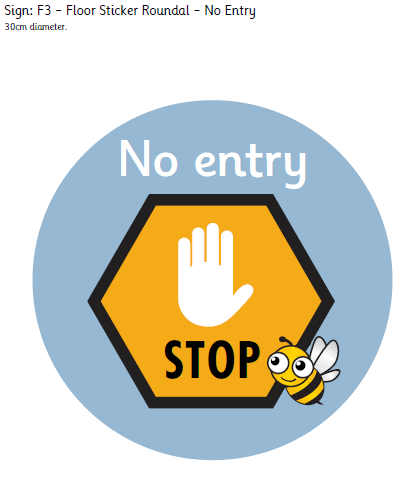 Sign: F3 - Floor Sticker Roundal - No Entry
30cm diameter.
No entry
STOP